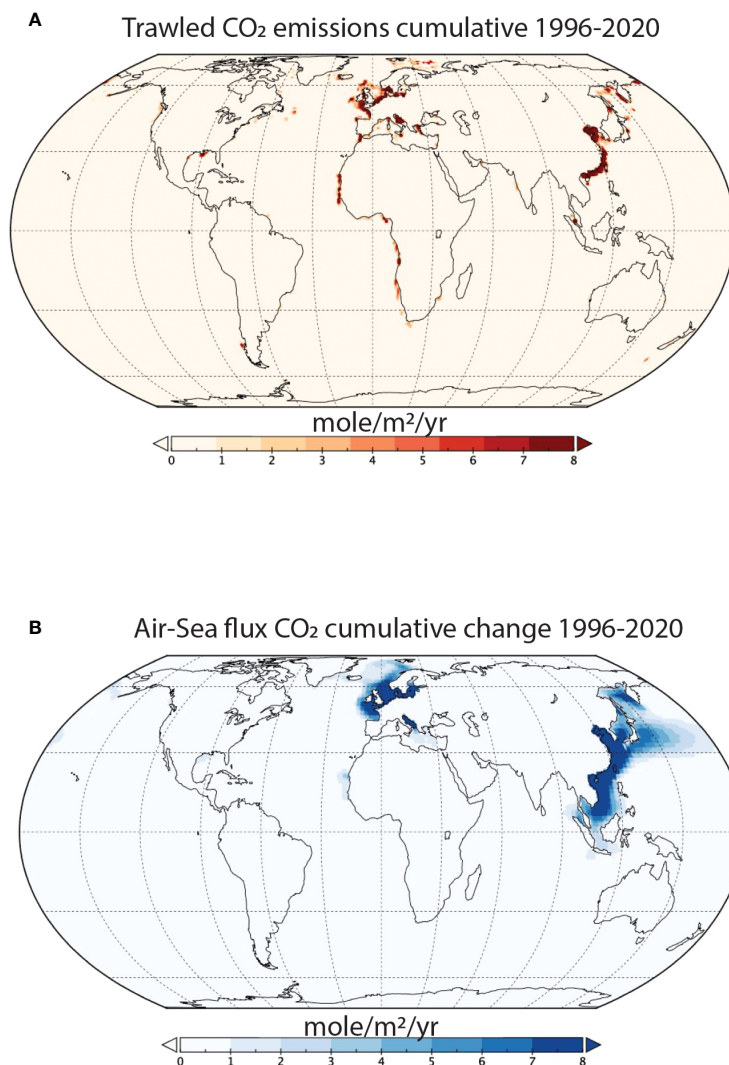 A
Trawled CO₂ emissions cumulative 1996-2020
mole/m²/yr
0 1 2 3 4 5 6 7 8
B
Air-Sea flux CO₂ cumulative change 1996-2020
mole/m²/yr
0 1 2 3 4 5 6 7 8